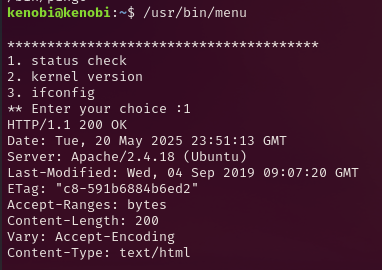 kenobi@kenobi:~$ /usr/bin/menu
***************************************
1. status check
2. kernel version
3. ifconfig
** Enter your choice :1
HTTP/1.1 200 OK
Date: Tue, 20 May 2025 23:51:13 GMT
Server: Apache/2.4.18 (Ubuntu)
Last-Modified: Wed, 04 Sep 2019 09:07:20 GMT
ETag: "c8-591b6884b6ed2"
Accept-Ranges: bytes
Content-Length: 200
Vary: Accept-Encoding
Content-Type: text/html